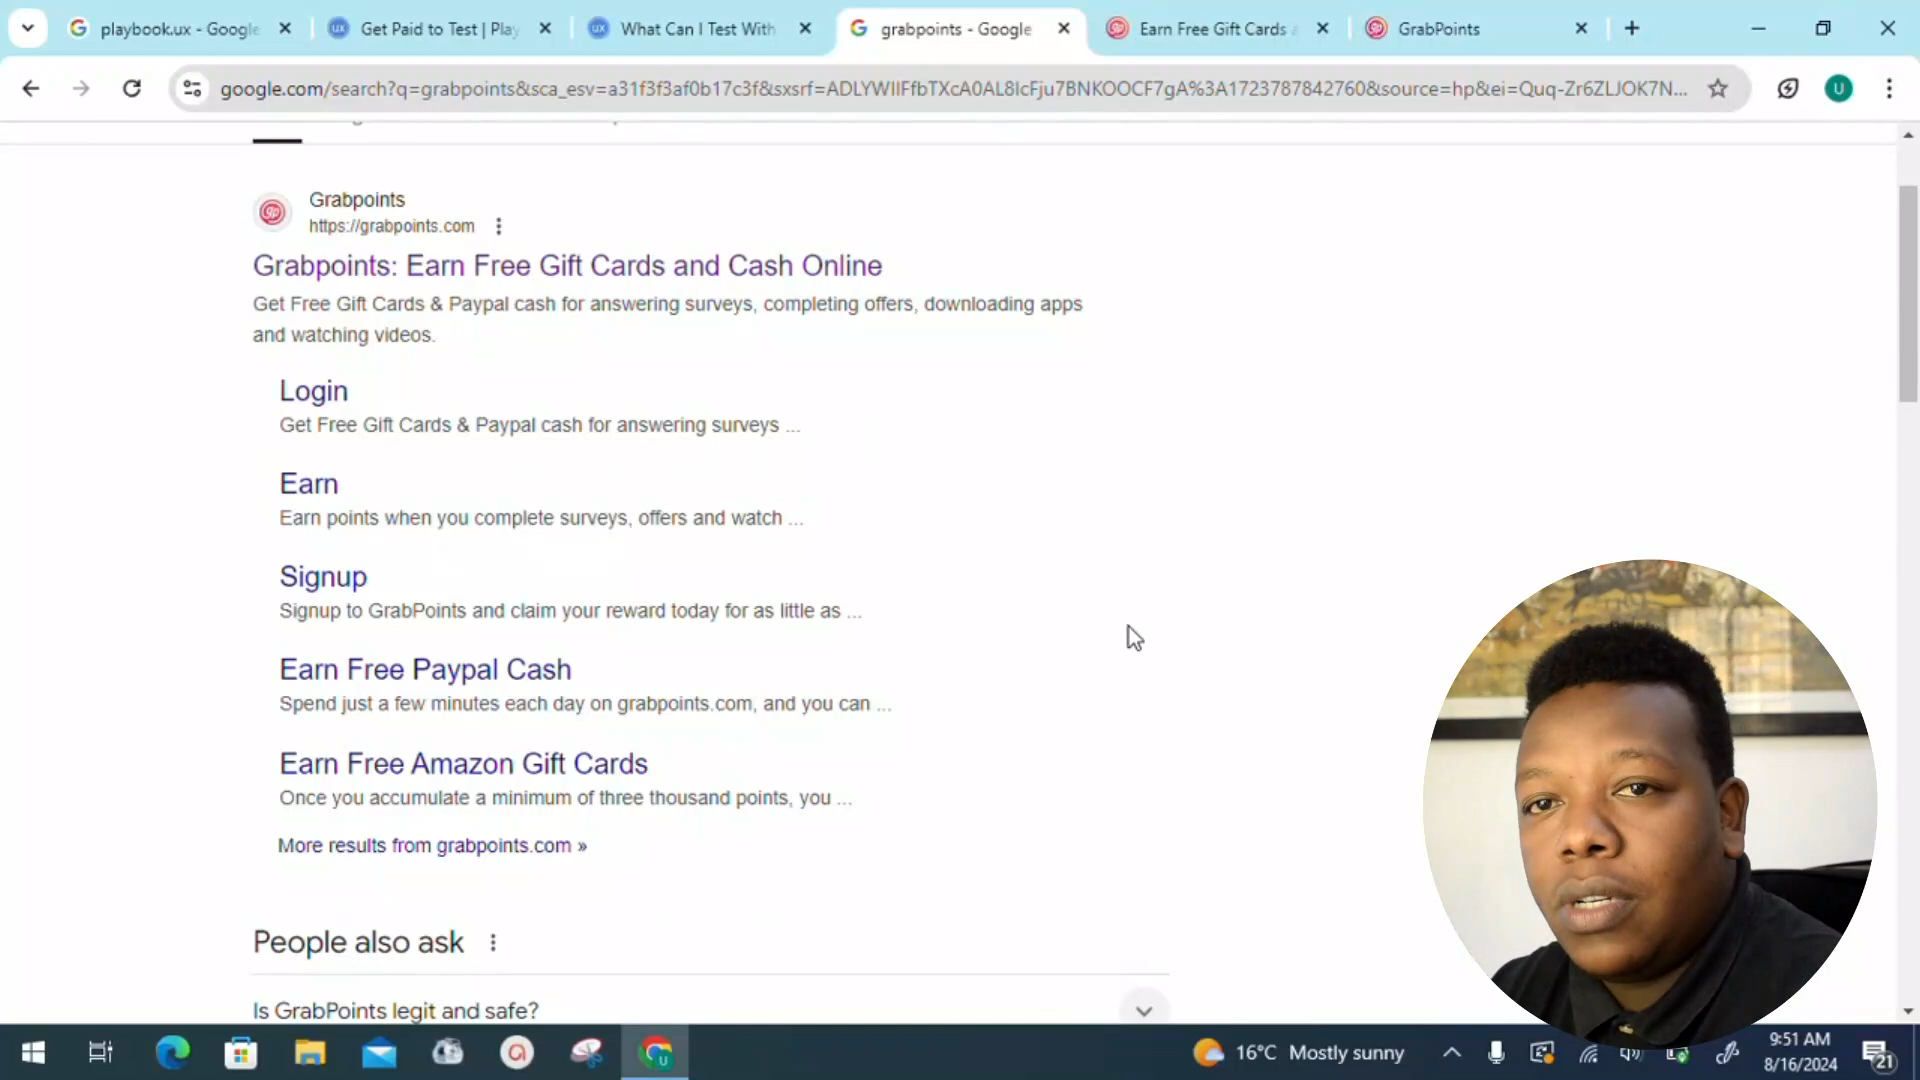 playbook.ux - Google
Get Paid to Test | Play
What Can I Test With
grabpoints - Google
Earn Free Gift Cards a
GrabPoints
google.com/search?q=grabpoints&sca_esv=a31f3f3af0b17c3f&sxsrf=ADLYWIIFfbTXcA0AL8IcFju7BNKOOCF7gA%3A1723787842760&source=hp&ei=Quq-Zr6ZLJOK7N...
U
gp
Grabpoints
https://grabpoints.com
Grabpoints: Earn Free Gift Cards and Cash Online
Get Free Gift Cards & Paypal cash for answering surveys, completing offers, downloading apps
and watching videos.
Login
Get Free Gift Cards & Paypal cash for answering surveys ...
Earn
Earn points when you complete surveys, offers and watch ...
Signup
Signup to GrabPoints and claim your reward today for as little as ...
Earn Free Paypal Cash
Spend just a few minutes each day on grabpoints.com, and you can ...
Earn Free Amazon Gift Cards
Once you accumulate a minimum of three thousand points, you ...
More results from grabpoints.com »
People also ask
Is GrabPoints legit and safe?
16°C Mostly sunny
9:51 AM
8/16/2024
21